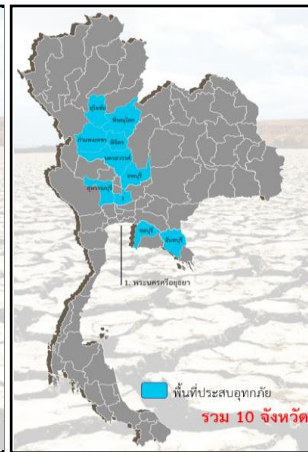 สุโขทัย
พิษณุโลก
กำแพงเพชร
พิจิตร
นครสวรรค์
ลพบุรี
สุพรรณบุรี
1
ชลบุรี
จันทบุรี
1. พระนครศรีอยุธยา
พื้นที่ประสบอุทกภัย
รวม 10 จังหวัด